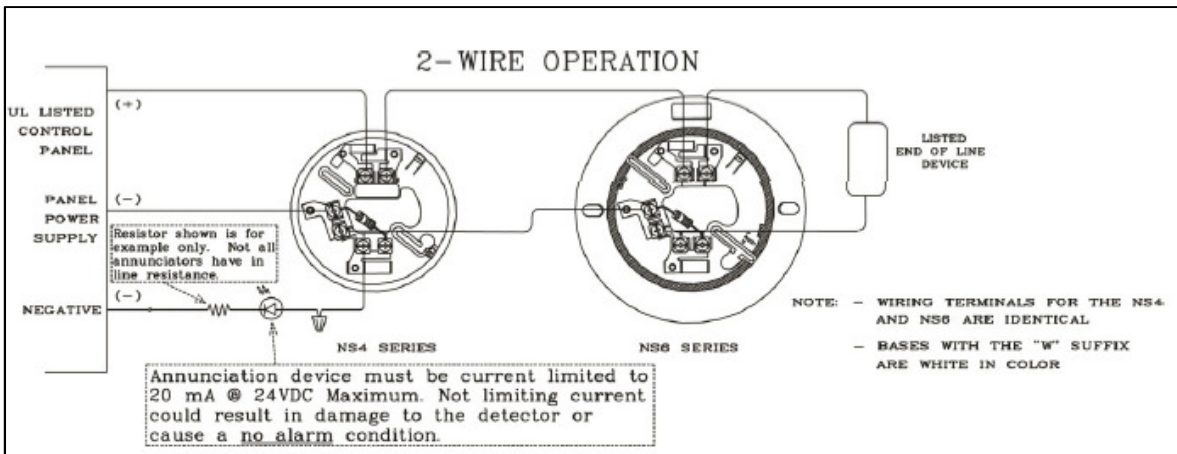 2-WIRE OPERATION
UL LISTED
CONTROL
PANEL
(+)
PANEL
POWER
SUPPLY
(-)
Resistor shown is for
example only. Not all
annunciators have in
line resistance.
NEGATIVE
(-)
LISTED
END OF LINE
DEVICE
NS4 SERIES
NS6 SERIES
NOTE: - WIRING TERMINALS FOR THE NS4
AND NS6 ARE IDENTICAL
- BASES WITH THE "W" SUFFIX
ARE WHITE IN COLOR
Annunciation device must be current limited to
20 mA @ 24VDC Maximum. Not limiting current
could result in damage to the detector or
cause a no alarm condition.